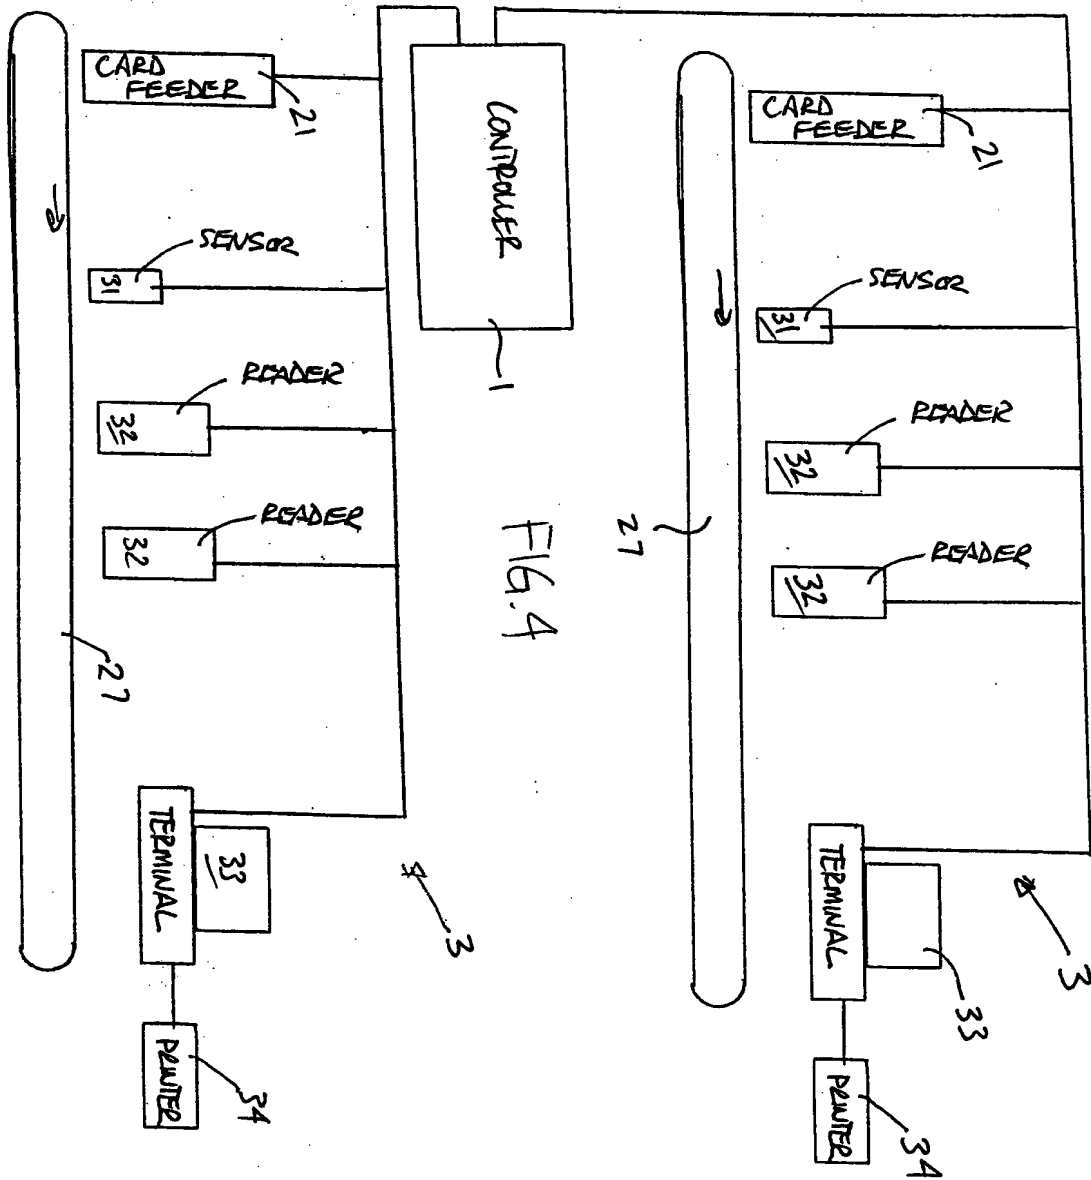 CARD
FEEDER
21
SENSOR
31
READER
32
READER
32
27
TERMINAL
33
3
PRINTER
34
CONTROLLER
1
FIG. 4
CARD
FEEDER
21
SENSOR
31
READER
32
READER
32
27
TERMINAL
33
3
PRINTER
34